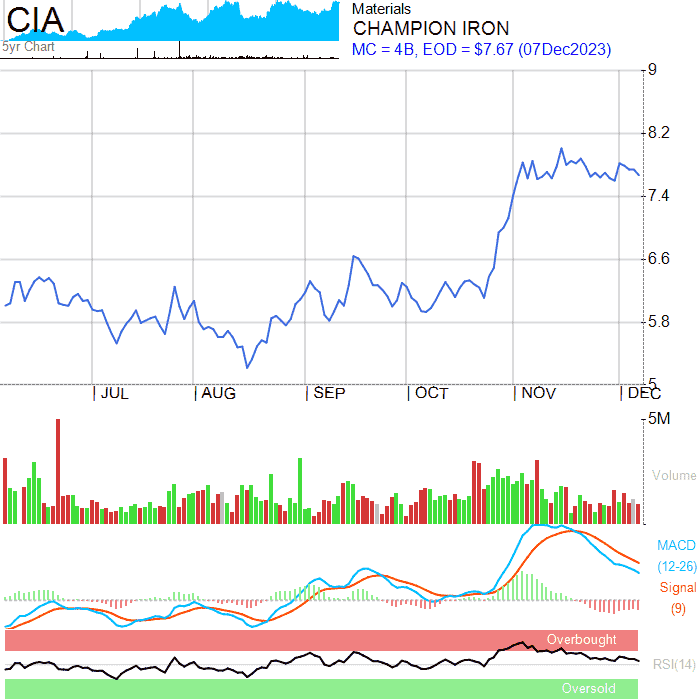 CIA
5yr Chart
Materials
CHAMPION IRON
MC = 4B, EOD = $7.67 (07Dec2023)
9
8.2
7.4
6.6
5.8
5
JUL AUG SEP OCT NOV DEC
5M
Volume
MACD
(12-26)
Signal
(9)
Overbought
RSI(14)
Oversold